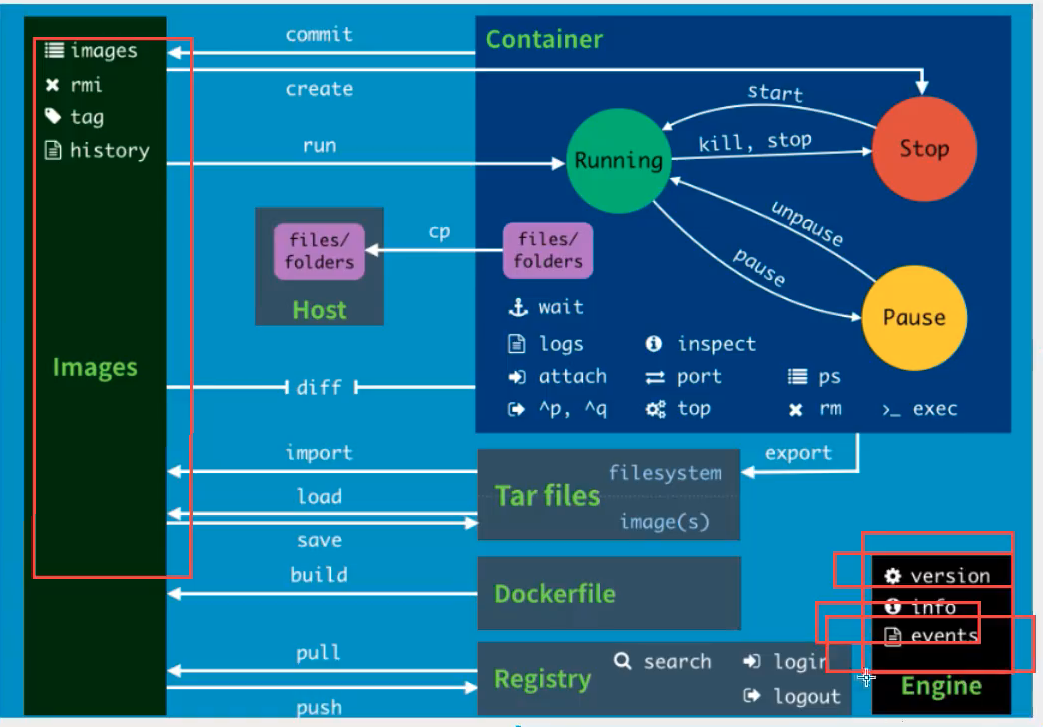 images
rmi
tag
history
Images
commit
create
run
Container
start
kill, stop
Running
Stop
unpause
pause
Pause
cp
files/
folders
Host
files/
folders
wait
logs
inspect
attach
port
ps
^p, ^q
top
rm
>_ exec
diff
export
import
load
save
Tar files
filesystem
image(s)
build
Dockerfile
pull
push
Registry
search
login
logout
version
info
events
Engine